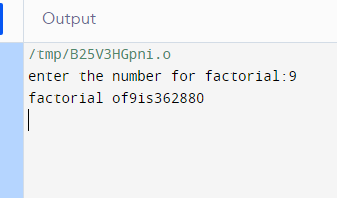 Output
/tmp/B25V3HGpni.o
enter the number for factorial:9
factorial of9is362880